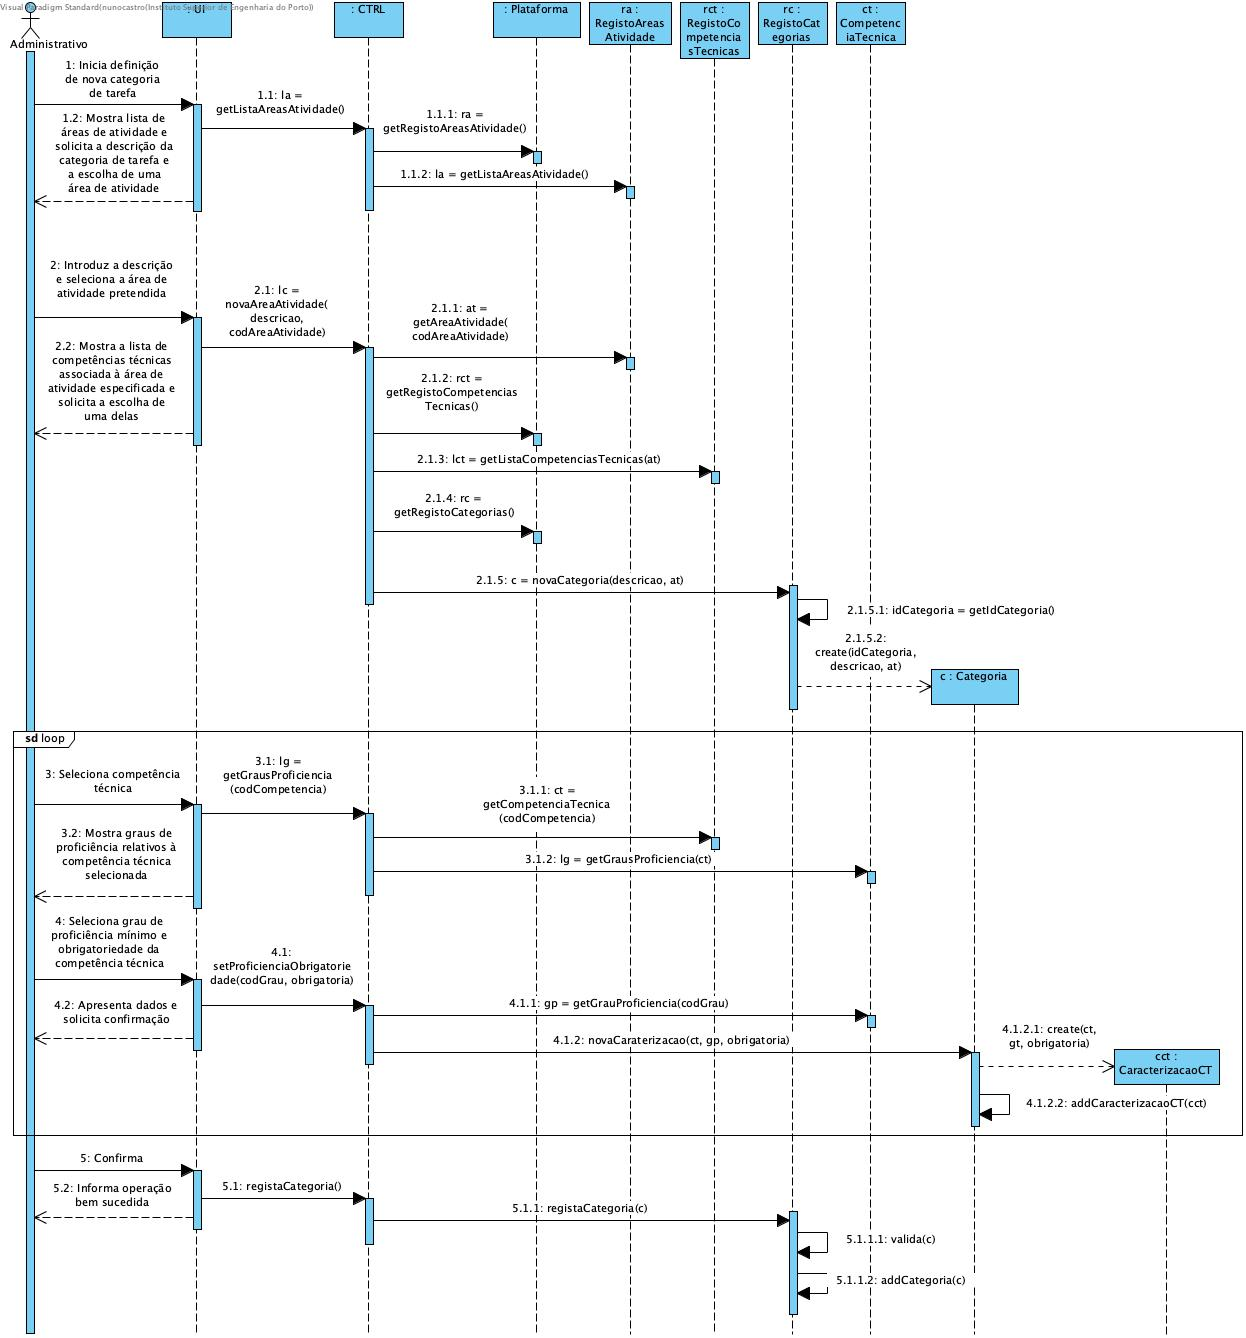 Visual Paradigm Standard(nunocastro(Instituto Superior de Engenharia do Porto))
: UI
: CTRL
: Plataforma
ra :
RegistoAreas
Atividade
rct :
RegistoCo
mpetencia
sTecnicas
rc :
RegistoCat
egorias
ct :
Competenc
iaTecnica
Administrativo
1: Inicia definição
de nova categoria
de tarefa
1.1: la =
getListaAreasAtividade()
1.1.1: ra =
getRegistoAreasAtividade()
1.2: Mostra lista de
áreas de atividade e
solicita a descrição da
categoria de tarefa e
a escolha de uma
área de atividade
1.1.2: la = getListaAreasAtividade()
2: Introduz a descrição
e seleciona a área de
atividade pretendida
2.1: lc =
novaAreaAtividade(
descricao,
codAreaAtividade)
2.1.1: at =
getAreaAtividade(
codAreaAtividade)
2.2: Mostra a lista de
competências técnicas
associada à área de
atividade especificada e
solicita a escolha de
uma delas
2.1.2: rct =
getRegistoCompetencias
Tecnicas()
2.1.3: lct = getListaCompetenciasTecnicas(at)
2.1.4: rc =
getRegistoCategorias()
2.1.5: c = novaCategoria(descricao, at)
2.1.5.1: idCategoria = getIdCategoria()
2.1.5.2:
create(idCategoria,
descricao, at)
c : Categoria
sd loop
3: Seleciona competência
técnica
3.1: lg =
getGrausProficiencia
(codCompetencia)
3.1.1: ct =
getCompetenciaTecnica
(codCompetencia)
3.2: Mostra graus de
proficiência relativos à
competência técnica
selecionada
3.1.2: lg = getGrausProficiencia(ct)
4: Seleciona grau de
proficiência mínimo e
obrigatoriedade da
competência técnica
4.1:
setProficienciaObrigatorie
dade(codGrau, obrigatoria)
4.2: Apresenta dados e
solicita confirmação
4.1.1: gp = getGrauProficiencia(codGrau)
4.1.2: novaCaraterizacao(ct, gp, obrigatoria)
4.1.2.1: create(ct,
gt, obrigatoria)
cct :
CaracterizacaoCT
4.1.2.2: addCaracterizacaoCT(cct)
5: Confirma
5.1: registaCategoria()
5.2: Informa operação
bem sucedida
5.1.1: registaCategoria(c)
5.1.1.1: valida(c)
5.1.1.2: addCategoria(c)